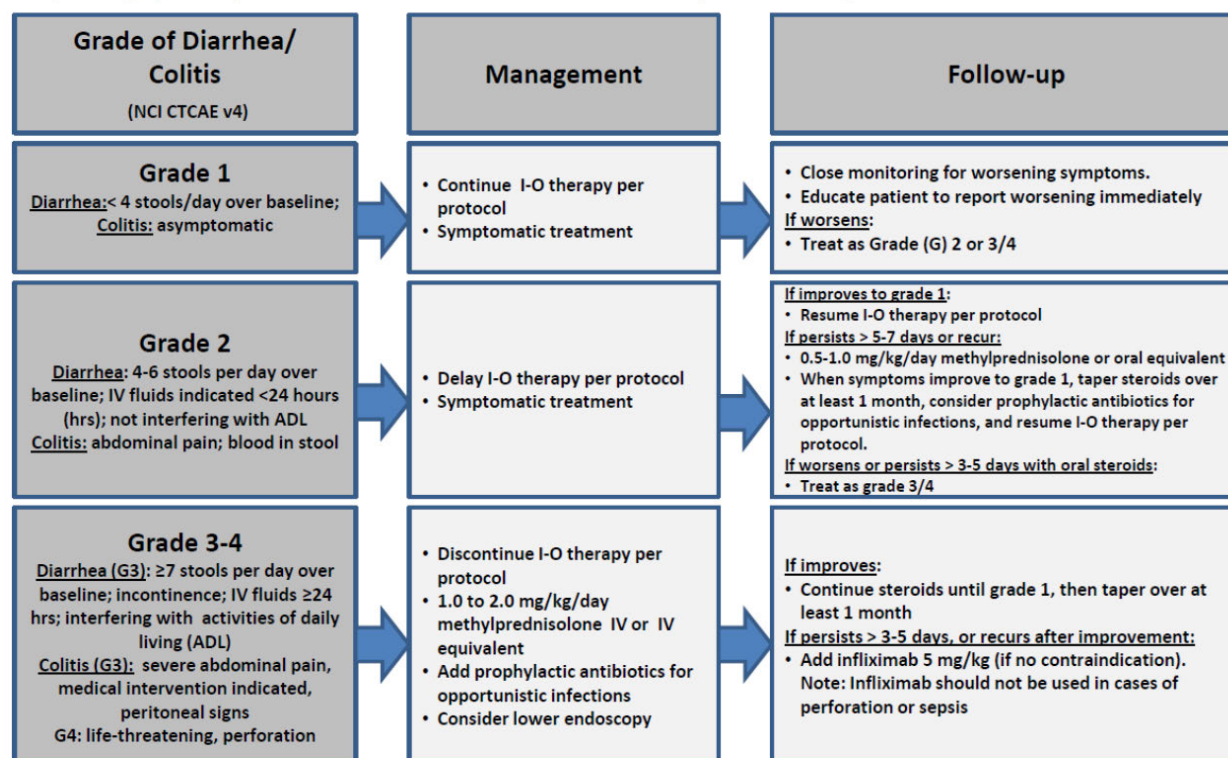 Grade of Diarrhea/
Colitis
(NCI CTCAE v4)
Management
Follow-up
Grade 1
Diarrhea:< 4 stools/day over baseline;
Colitis: asymptomatic
• Continue I-O therapy per
protocol
• Symptomatic treatment
• Close monitoring for worsening symptoms.
• Educate patient to report worsening immediately
If worsens:
• Treat as Grade (G) 2 or 3/4
Grade 2
Diarrhea: 4-6 stools per day over
baseline; IV fluids indicated <24 hours
(hrs); not interfering with ADL
Colitis: abdominal pain; blood in stool
• Delay I-O therapy per protocol
• Symptomatic treatment
If improves to grade 1:
• Resume I-O therapy per protocol
If persists > 5-7 days or recur:
• 0.5-1.0 mg/kg/day methylprednisolone or oral equivalent
• When symptoms improve to grade 1, taper steroids over
at least 1 month, consider prophylactic antibiotics for
opportunistic infections, and resume I-O therapy per
protocol.
If worsens or persists > 3-5 days with oral steroids:
• Treat as grade 3/4
Grade 3-4
Diarrhea (G3): ≥7 stools per day over
baseline; incontinence; IV fluids ≥24
hrs; interfering with activities of daily
living (ADL)
Colitis (G3): severe abdominal pain,
medical intervention indicated,
peritoneal signs
G4: life-threatening, perforation
• Discontinue I-O therapy per
protocol
• 1.0 to 2.0 mg/kg/day
methylprednisolone IV or IV
equivalent
• Add prophylactic antibiotics for
opportunistic infections
• Consider lower endoscopy
If improves:
• Continue steroids until grade 1, then taper over at
least 1 month
If persists > 3-5 days, or recurs after improvement:
• Add infliximab 5 mg/kg (if no contraindication).
Note: Infliximab should not be used in cases of
perforation or sepsis